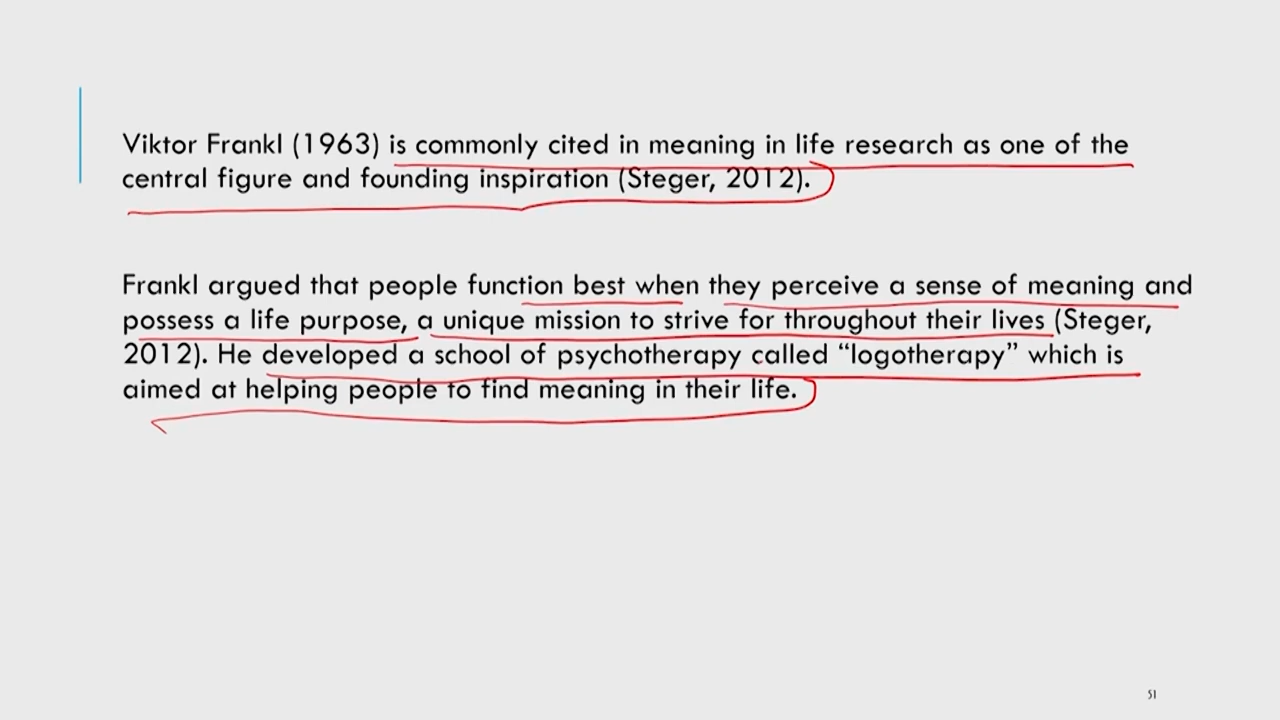 Viktor Frankl (1963) is commonly cited in meaning in life research as one of the
central figure and founding inspiration (Steger, 2012).
Frankl argued that people function best when they perceive a sense of meaning and
possess a life purpose, a unique mission to strive for throughout their lives (Steger,
2012). He developed a school of psychotherapy called “logotherapy” which is
aimed at helping people to find meaning in their life.
51